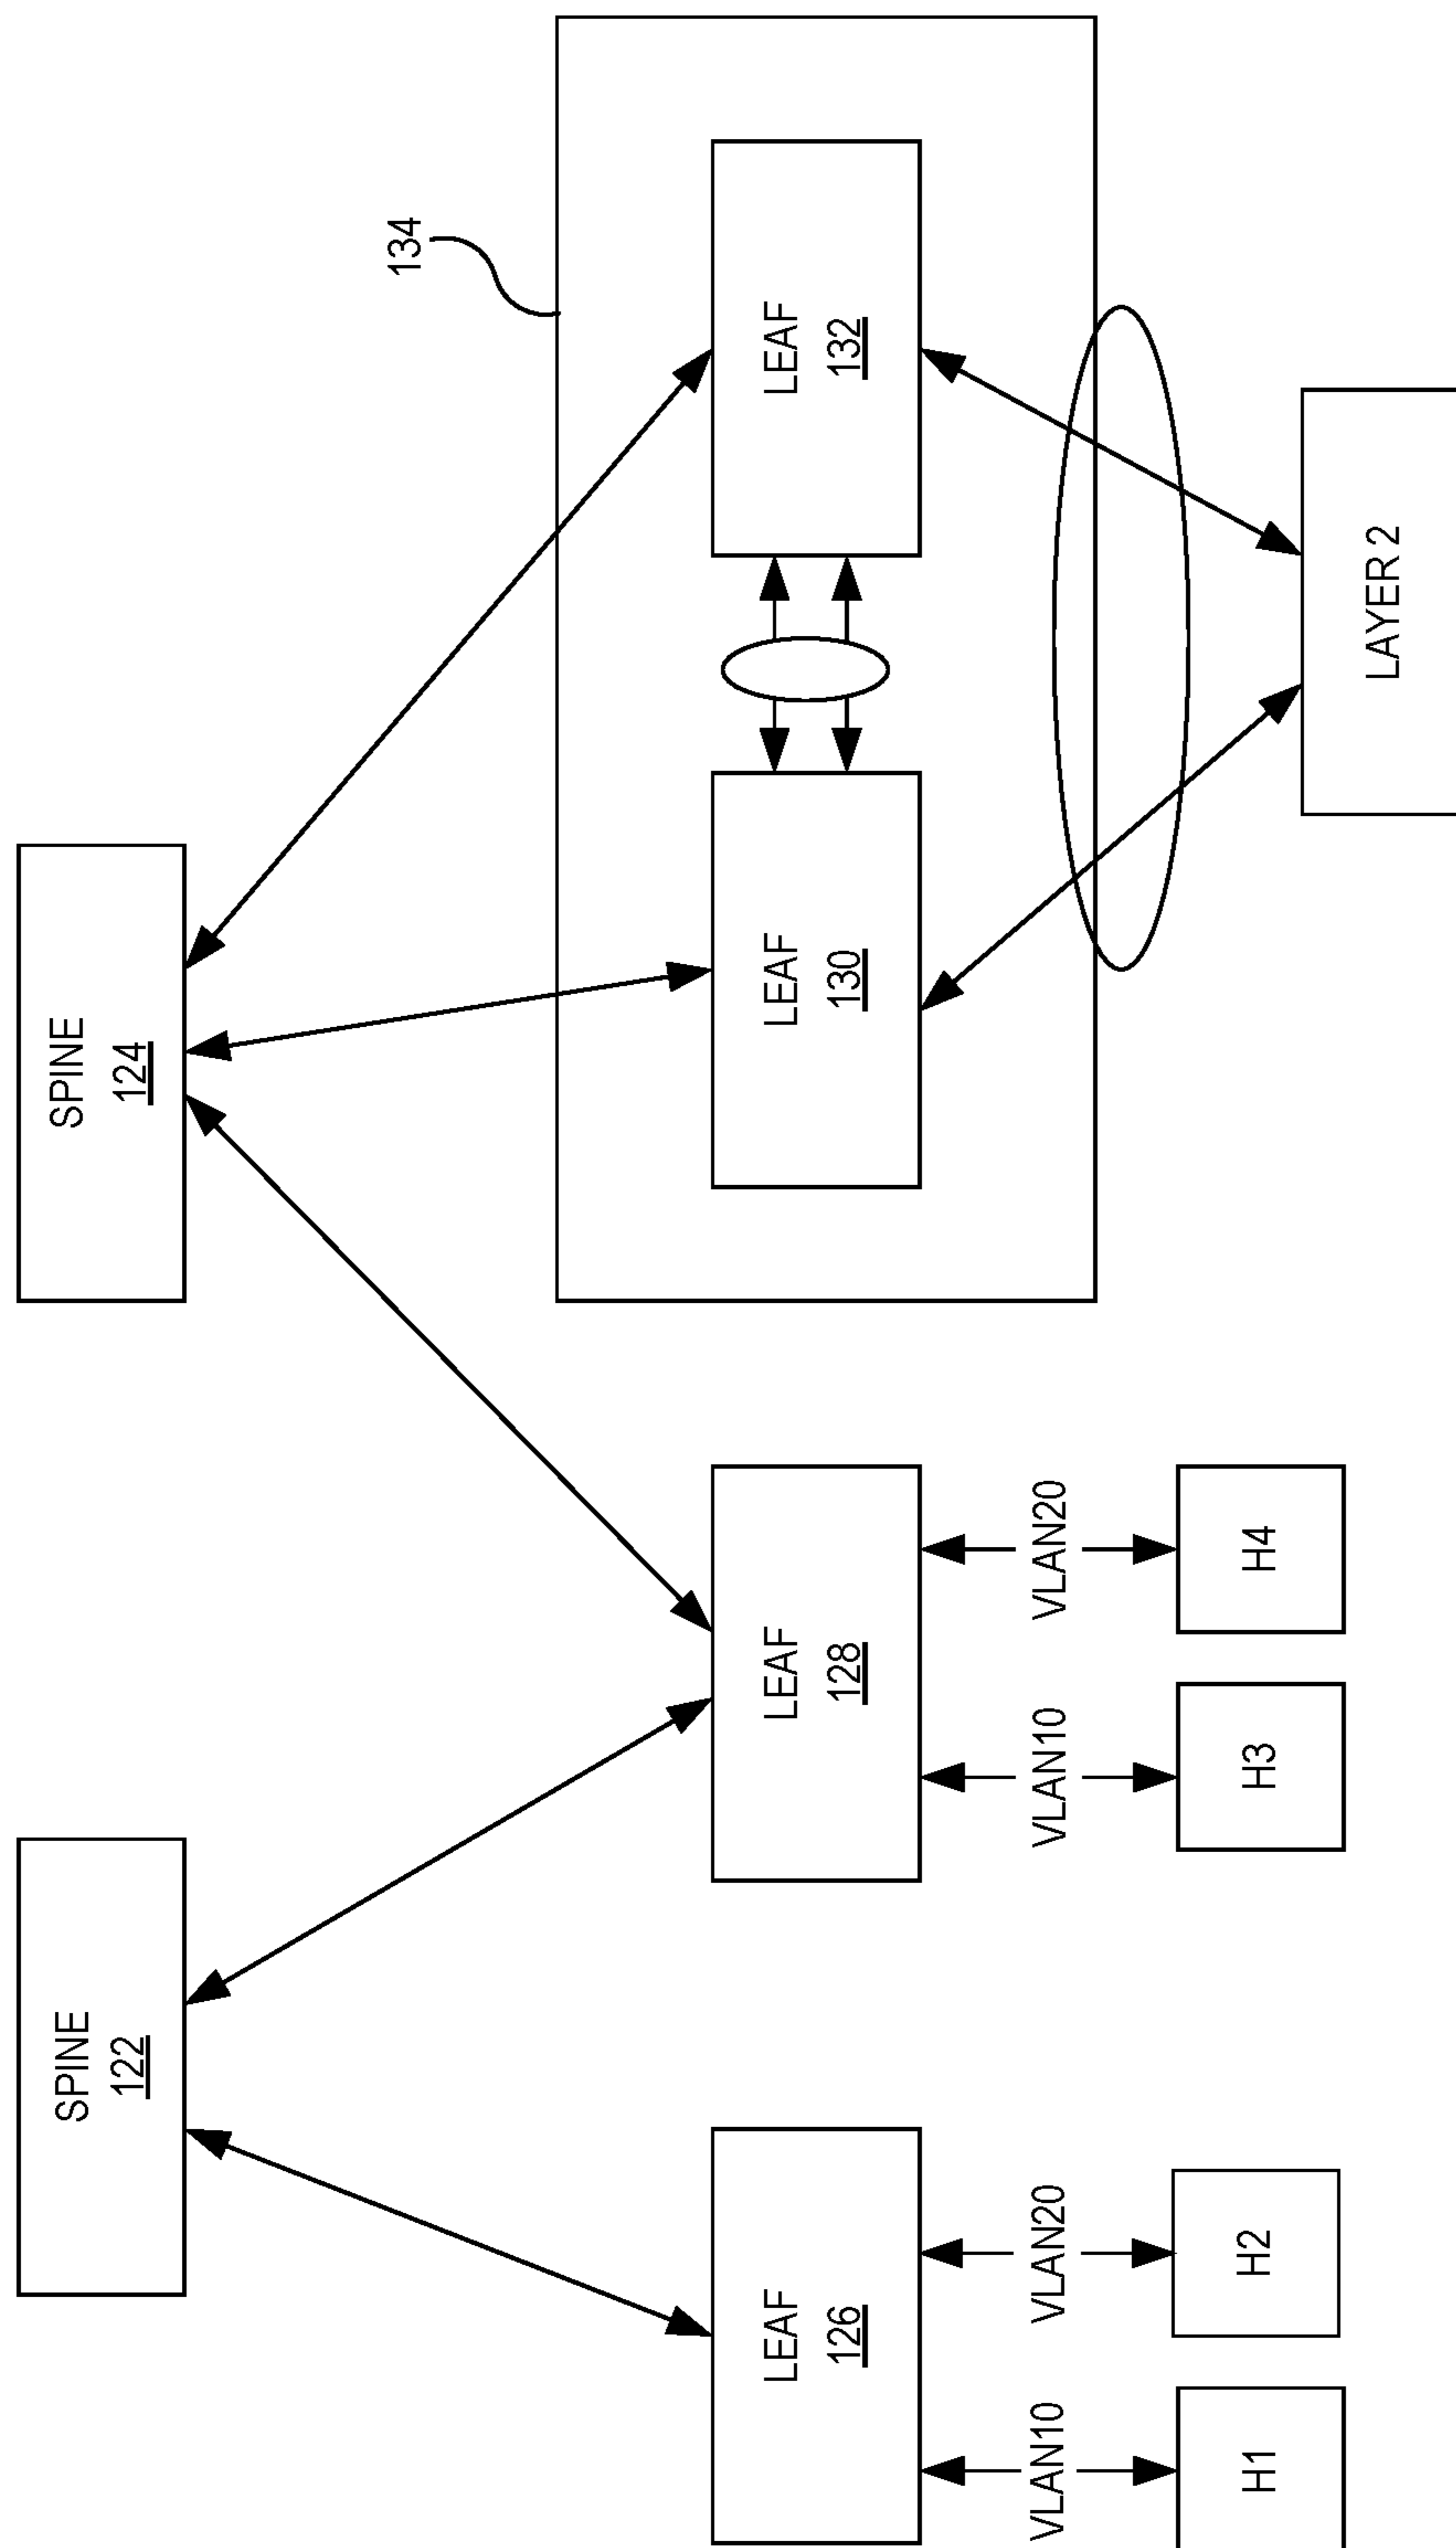 SPINE
122
SPINE
124
134
LEAF
126
LEAF
128
LEAF
130
LEAF
132
VLAN10
VLAN20
VLAN10
VLAN20
H1
H2
H3
H4
LAYER 2